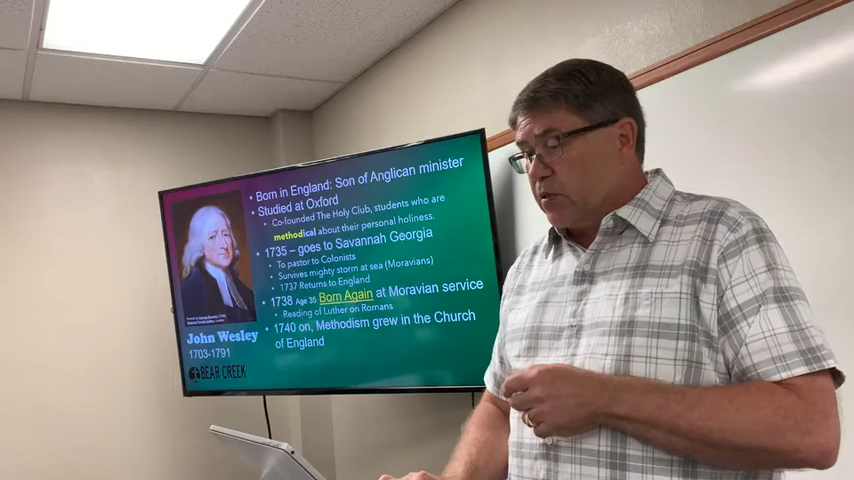 • Born in England: Son of Anglican minister
• Studied at Oxford
• Co-founded The Holy Club, students who are
methodical about their personal holiness.
• 1735 – goes to Savannah Georgia
• To pastor to Colonists
• Survives mighty storm at sea (Moravians)
• 1737 Returns to England
• 1738 Age 35 Born Again at Moravian service
• Reading of Luther on Romans
• 1740 on, Methodism grew in the Church
of England
John Wesley
1703-1791
BEAR CREEK